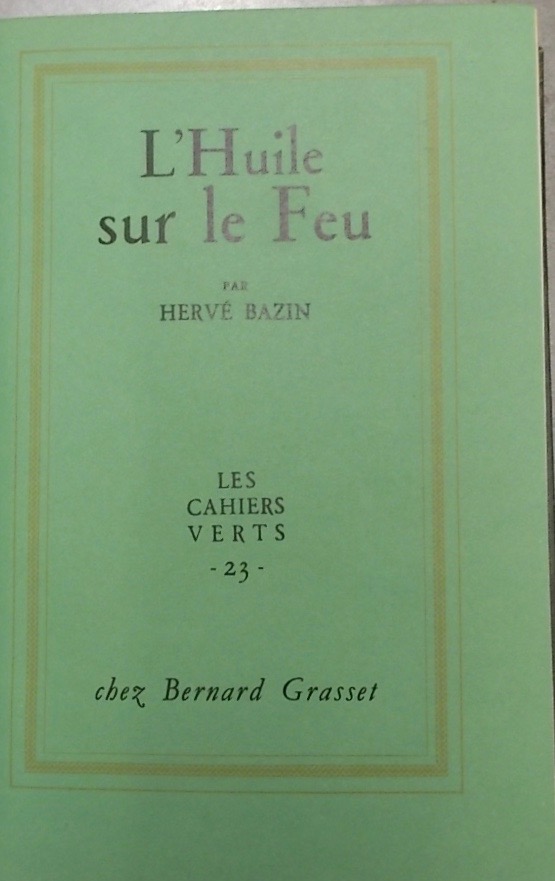 L'Huile
sur le Feu
PAR
HERVÉ BAZIN
LES
CAHIERS
VERTS
- 23 -
chez Bernard Grasset